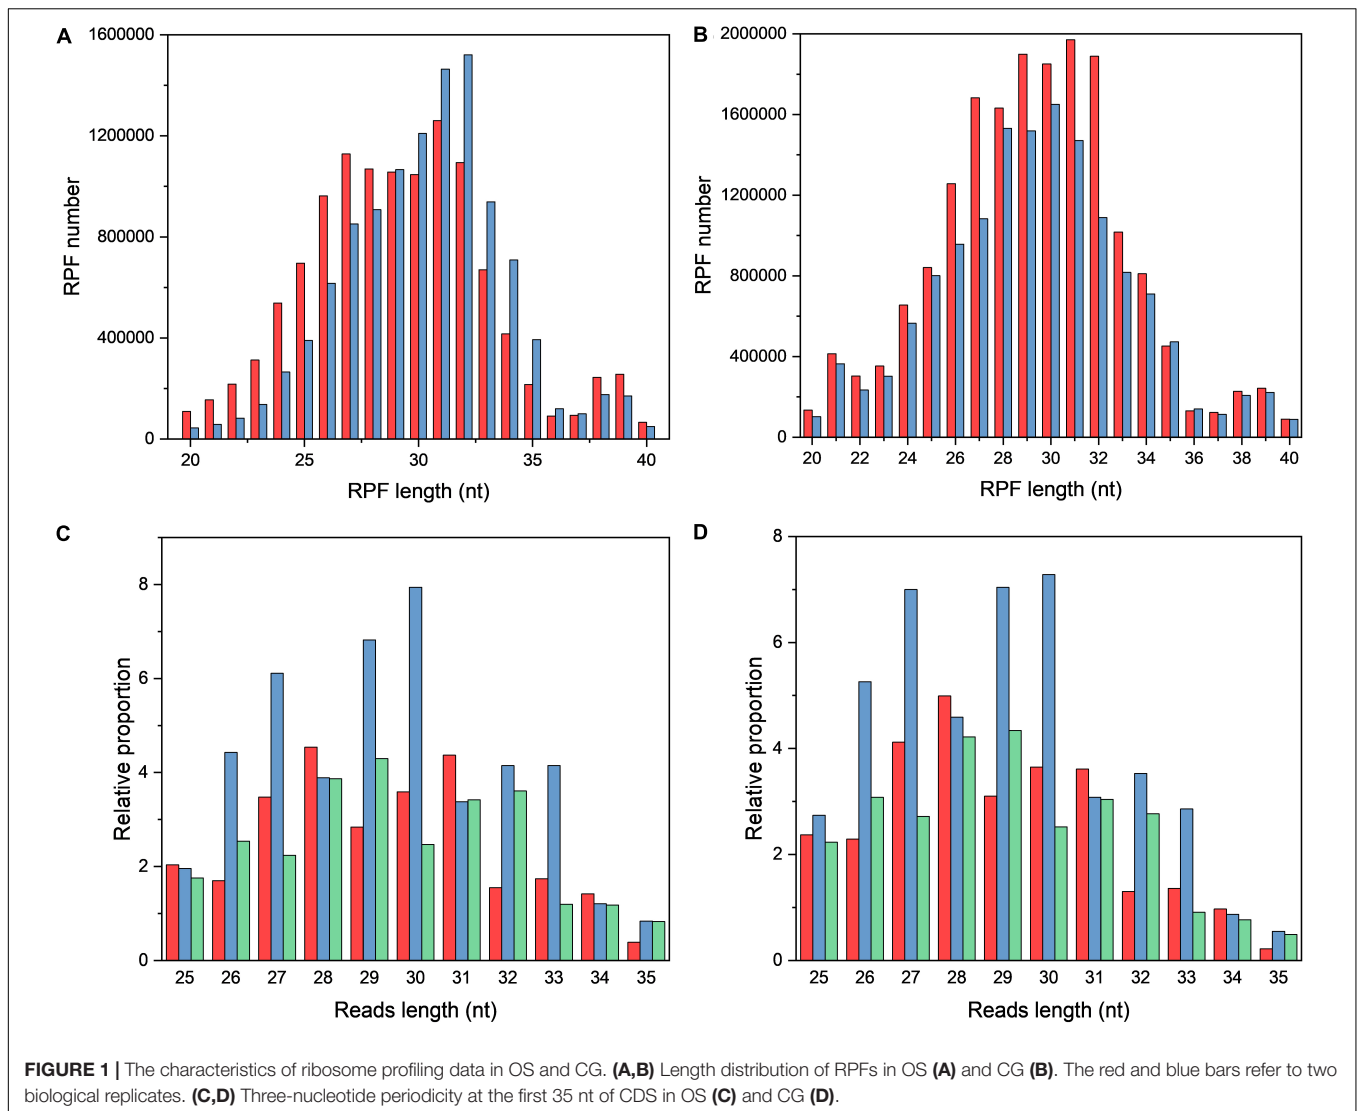 A
1600000
1200000
800000
400000
0
RPF number
20 25 30 35 40
RPF length (nt)
B
2000000
1600000
1200000
800000
400000
0
RPF number
20 22 24 26 28 30 32 34 36 38 40
RPF length (nt)
C
8
6
4
2
0
Relative proportion
25 26 27 28 29 30 31 32 33 34 35
Reads length (nt)
D
8
6
4
2
0
Relative proportion
25 26 27 28 29 30 31 32 33 34 35
Reads length (nt)
FIGURE 1 | The characteristics of ribosome profiling data in OS and CG. (A,B) Length distribution of RPFs in OS (A) and CG (B). The red and blue bars refer to two
biological replicates. (C,D) Three-nucleotide periodicity at the first 35 nt of CDS in OS (C) and CG (D).